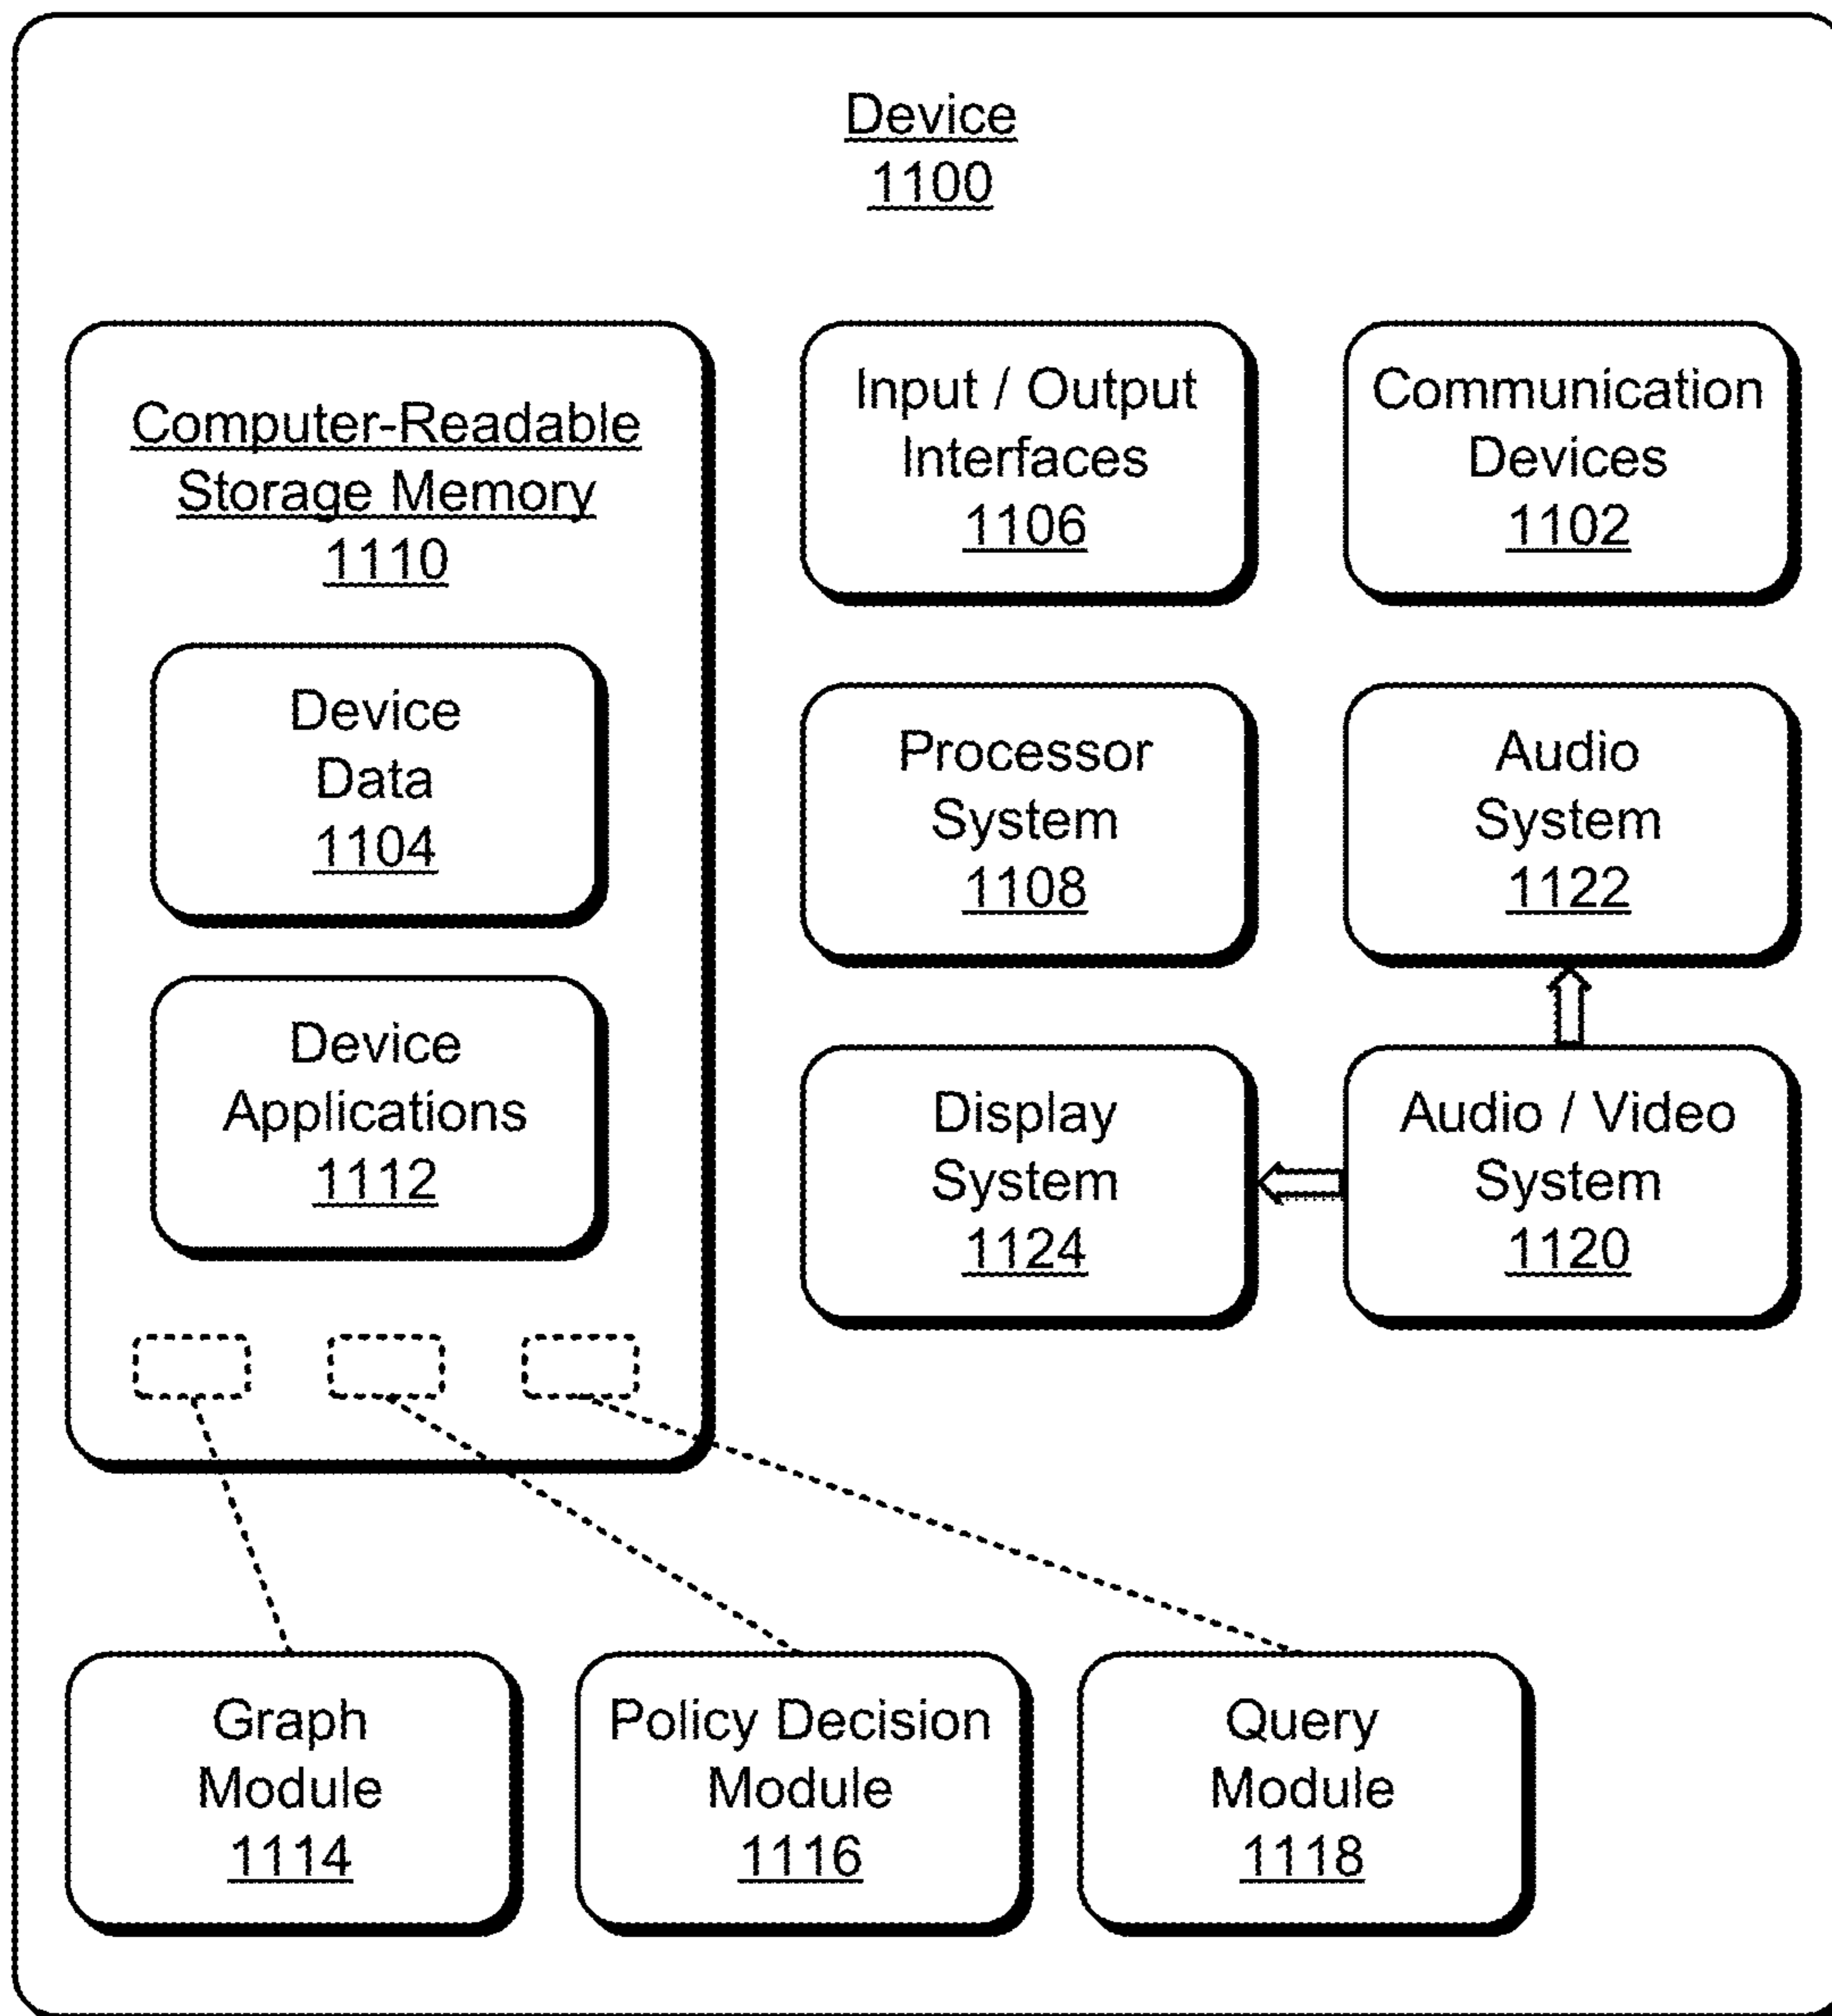 Device
1100
Computer-Readable
Storage Memory
1110
Device
Data
1104
Device
Applications
1112
Input / Output
Interfaces
1106
Communication
Devices
1102
Processor
System
1108
Audio
System
1122
Display
System
1124
Audio / Video
System
1120
Graph
Module
1114
Policy Decision
Module
1116
Query
Module
1118